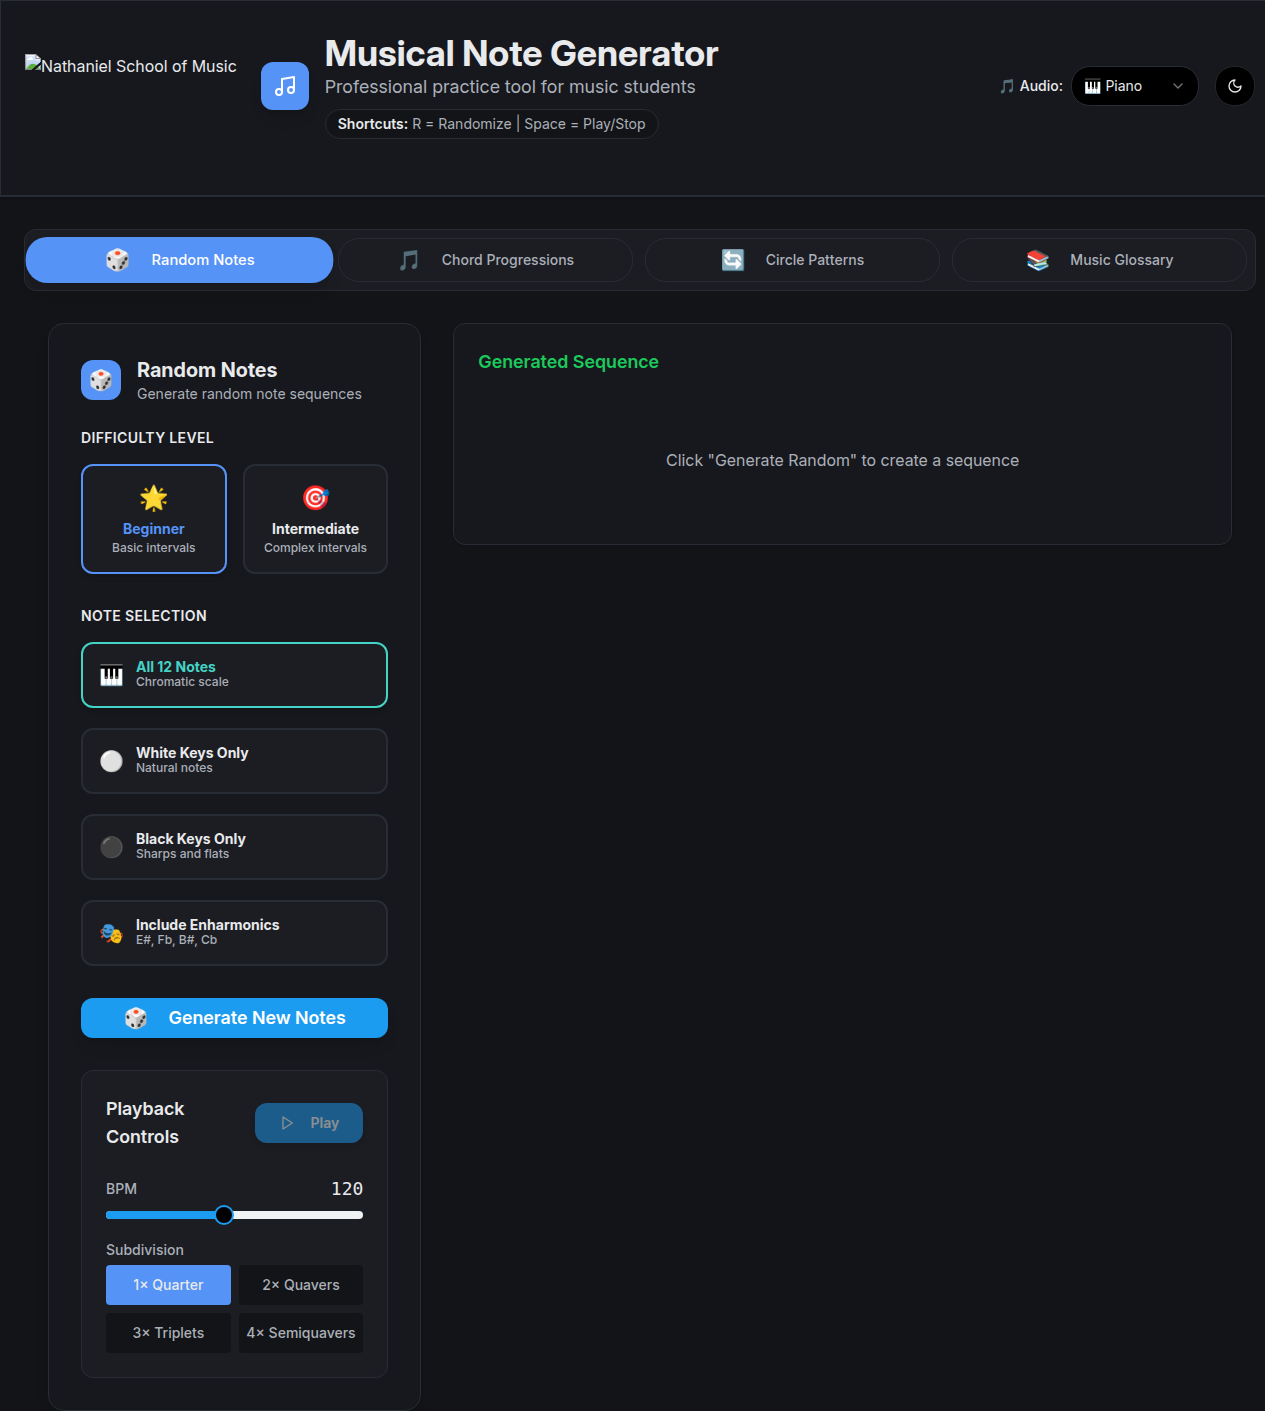 Nathaniel School of Music
Musical Note Generator
Professional practice tool for music students
Shortcuts: R = Randomize | Space = Play/Stop
🎵 Audio:
🎹 Piano
Random Notes
Chord Progressions
Circle Patterns
Music Glossary
Random Notes
Generate random note sequences
DIFFICULTY LEVEL
Beginner
Basic intervals
Intermediate
Complex intervals
NOTE SELECTION
All 12 Notes
Chromatic scale
White Keys Only
Natural notes
Black Keys Only
Sharps and flats
Include Enharmonics
E#, Fb, B#, Cb
Generate New Notes
Playback
Controls
Play
BPM
120
Subdivision
1× Quarter
2× Quavers
3× Triplets
4× Semiquavers
Generated Sequence
Click "Generate Random" to create a sequence